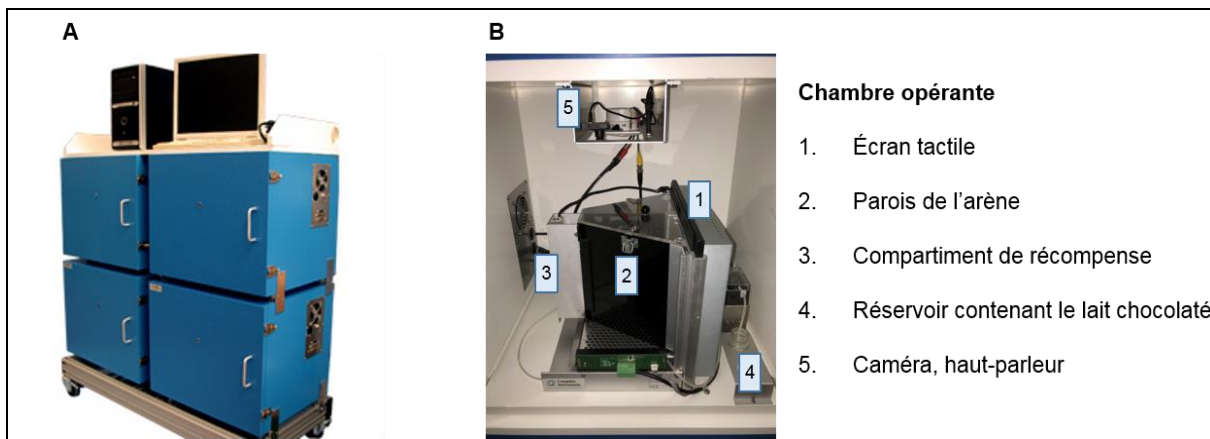 A
B
Chambre opérante
1. Écran tactile
2. Parois de l’arène
3. Compartiment de récompense
4. Réservoir contenant le lait chocolaté
5. Caméra, haut-parleur
5
1
3
2
4